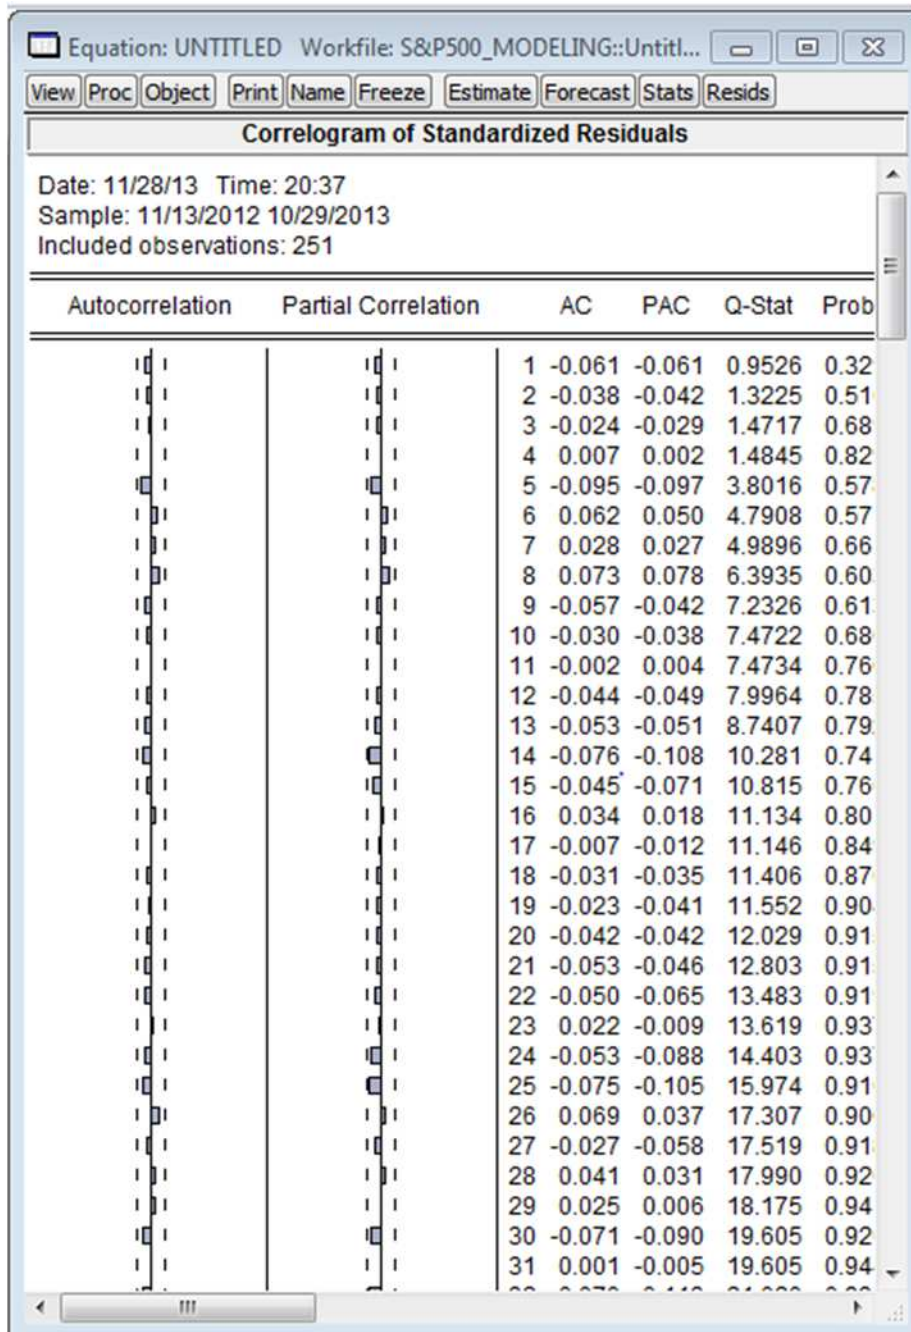 Equation: UNTITLED Workfile: S&P500_MODELING::Untitl...
View Proc Object Print Name Freeze Estimate Forecast Stats Resids
Correlogram of Standardized Residuals
Date: 11/28/13 Time: 20:37
Sample: 11/13/2012 10/29/2013
Included observations: 251
Autocorrelation Partial Correlation AC PAC Q-Stat Prob
1 -0.061 -0.061 0.9526 0.32
2 -0.038 -0.042 1.3225 0.51
3 -0.024 -0.029 1.4717 0.68
4 0.007 0.002 1.4845 0.82
5 -0.095 -0.097 3.8016 0.57
6 0.062 0.050 4.7908 0.57
7 0.028 0.027 4.9896 0.66
8 0.073 0.078 6.3935 0.60
9 -0.057 -0.042 7.2326 0.61
10 -0.030 -0.038 7.4722 0.68
11 -0.002 0.004 7.4734 0.76
12 -0.044 -0.049 7.9964 0.78
13 -0.053 -0.051 8.7407 0.79
14 -0.076 -0.108 10.281 0.74
15 -0.045 -0.071 10.815 0.76
16 0.034 0.018 11.134 0.80
17 -0.007 -0.012 11.146 0.84
18 -0.031 -0.035 11.406 0.87
19 -0.023 -0.041 11.552 0.90
20 -0.042 -0.042 12.029 0.91
21 -0.053 -0.046 12.803 0.91
22 -0.050 -0.065 13.483 0.91
23 0.022 -0.009 13.619 0.93
24 -0.053 -0.088 14.403 0.93
25 -0.075 -0.105 15.974 0.91
26 0.069 0.037 17.307 0.90
27 -0.027 -0.058 17.519 0.91
28 0.041 0.031 17.990 0.92
29 0.025 0.006 18.175 0.94
30 -0.071 -0.090 19.605 0.92
31 0.001 -0.005 19.605 0.94